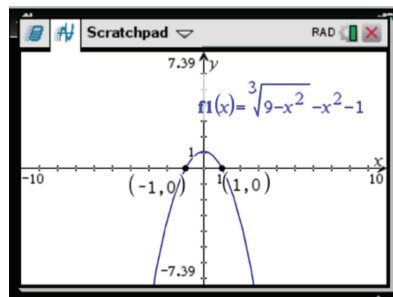 Scratchpad RAD
7.39 y
f1(x)=∛9-x² -x²-1
1
x
-10 (-1,0) 1 (1,0) 10
-7.39